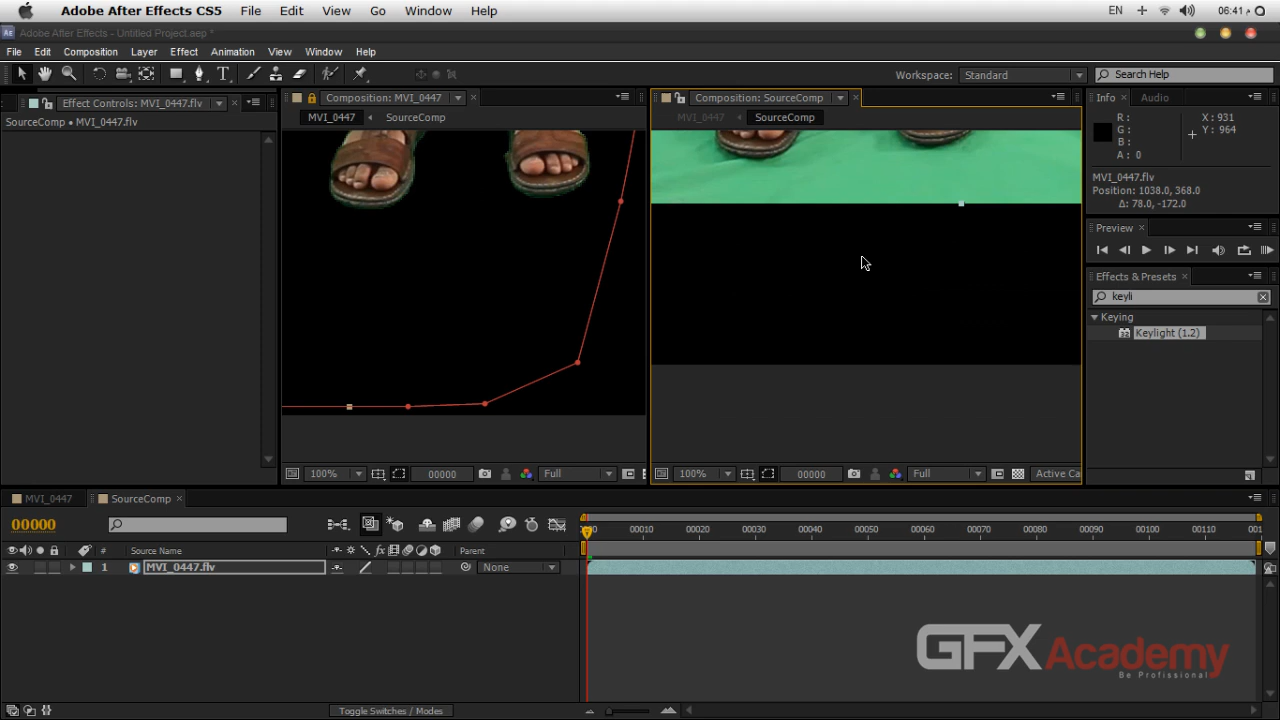 Adobe After Effects CS5 File Edit View Go Window Help EN 06:41 م
Adobe After Effects - Untitled Project.aep *
File Edit Composition Layer Effect Animation View Window Help
Workspace: Standard Search Help
Effect Controls: MVI_0447.flv Composition: MVI_0447 Composition: SourceComp Info Audio
SourceComp • MVI_0447.flv MVI_0447 SourceComp MVI_0447 SourceComp
R: X: 931
G: Y: 964
B:
A: 0
MVI_0447.flv
Position: 1038.0, 368.0
Δ: 78.0, -172.0
Preview
Effects & Presets
keyli
Keying
Keylight (1.2)
100% 00000 Full 100% 00000 Full Active Ca
MVI_0447 SourceComp
00000 00010 00020 00030 00040 00050 00060 00070 00080 00090 00100 00110
# Source Name fx Parent
1 MVI_0447.flv None
GFX Academy
Be Profissional
Toggle Switches / Modes